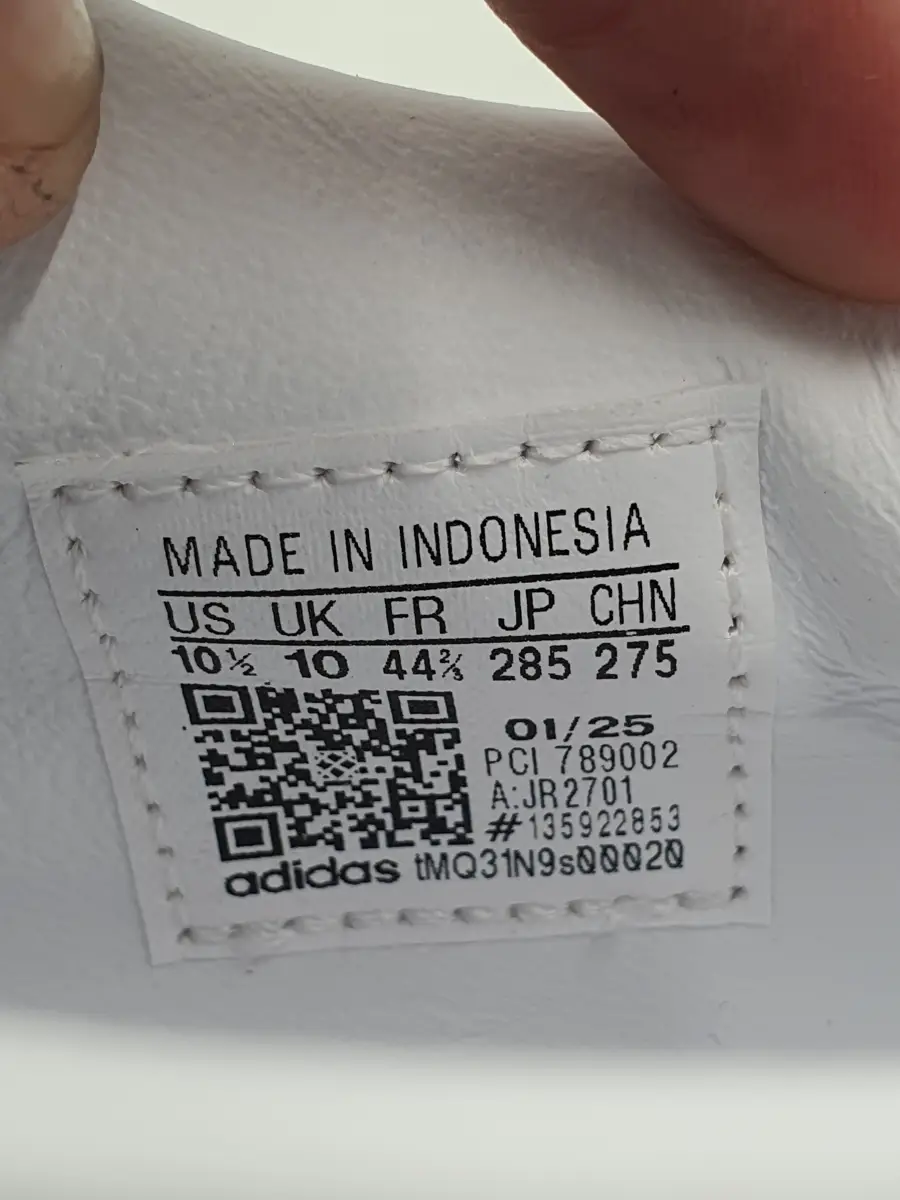 MADE IN INDONESIA
US UK FR JP CHN
10½ 10 44⅔ 285 275
01/25
PCI 789002
A:JR2701
#135922853
adidas tMQ31N9s00020